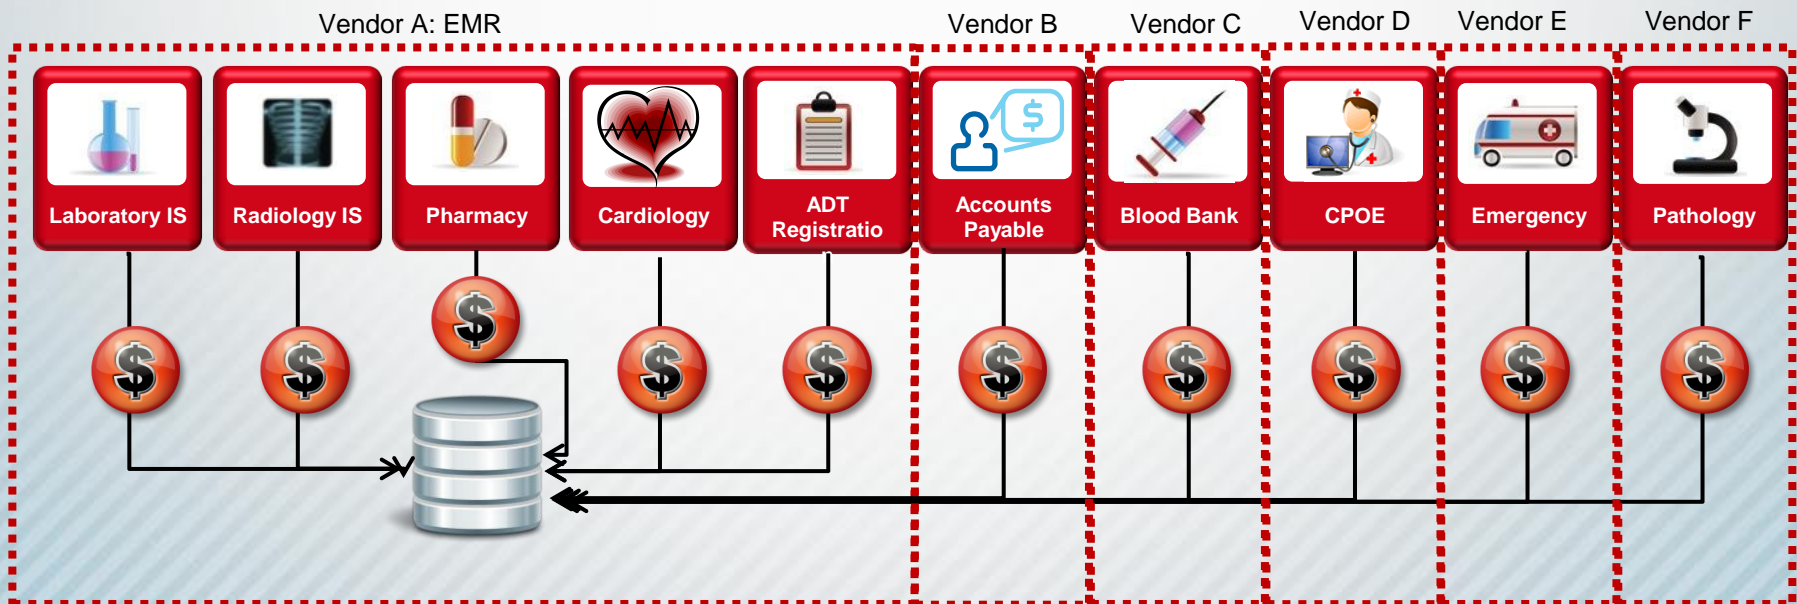 Vendor A: EMR
Vendor B
Vendor C
Vendor D
Vendor E
Vendor F
Laboratory IS
Radiology IS
Pharmacy
Cardiology
ADT
Registratio
Accounts
Payable
$
Blood Bank
CPOE
Emergency
Pathology
$
$
$
$
$
$
$
$
$
$